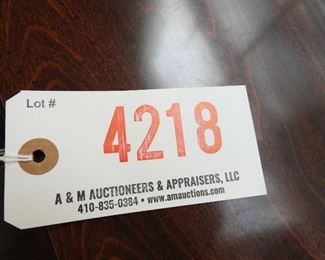 Lot #
4218
A & M AUCTIONEERS & APPRAISERS, LLC
410-835-0384 • www.amauctions.com